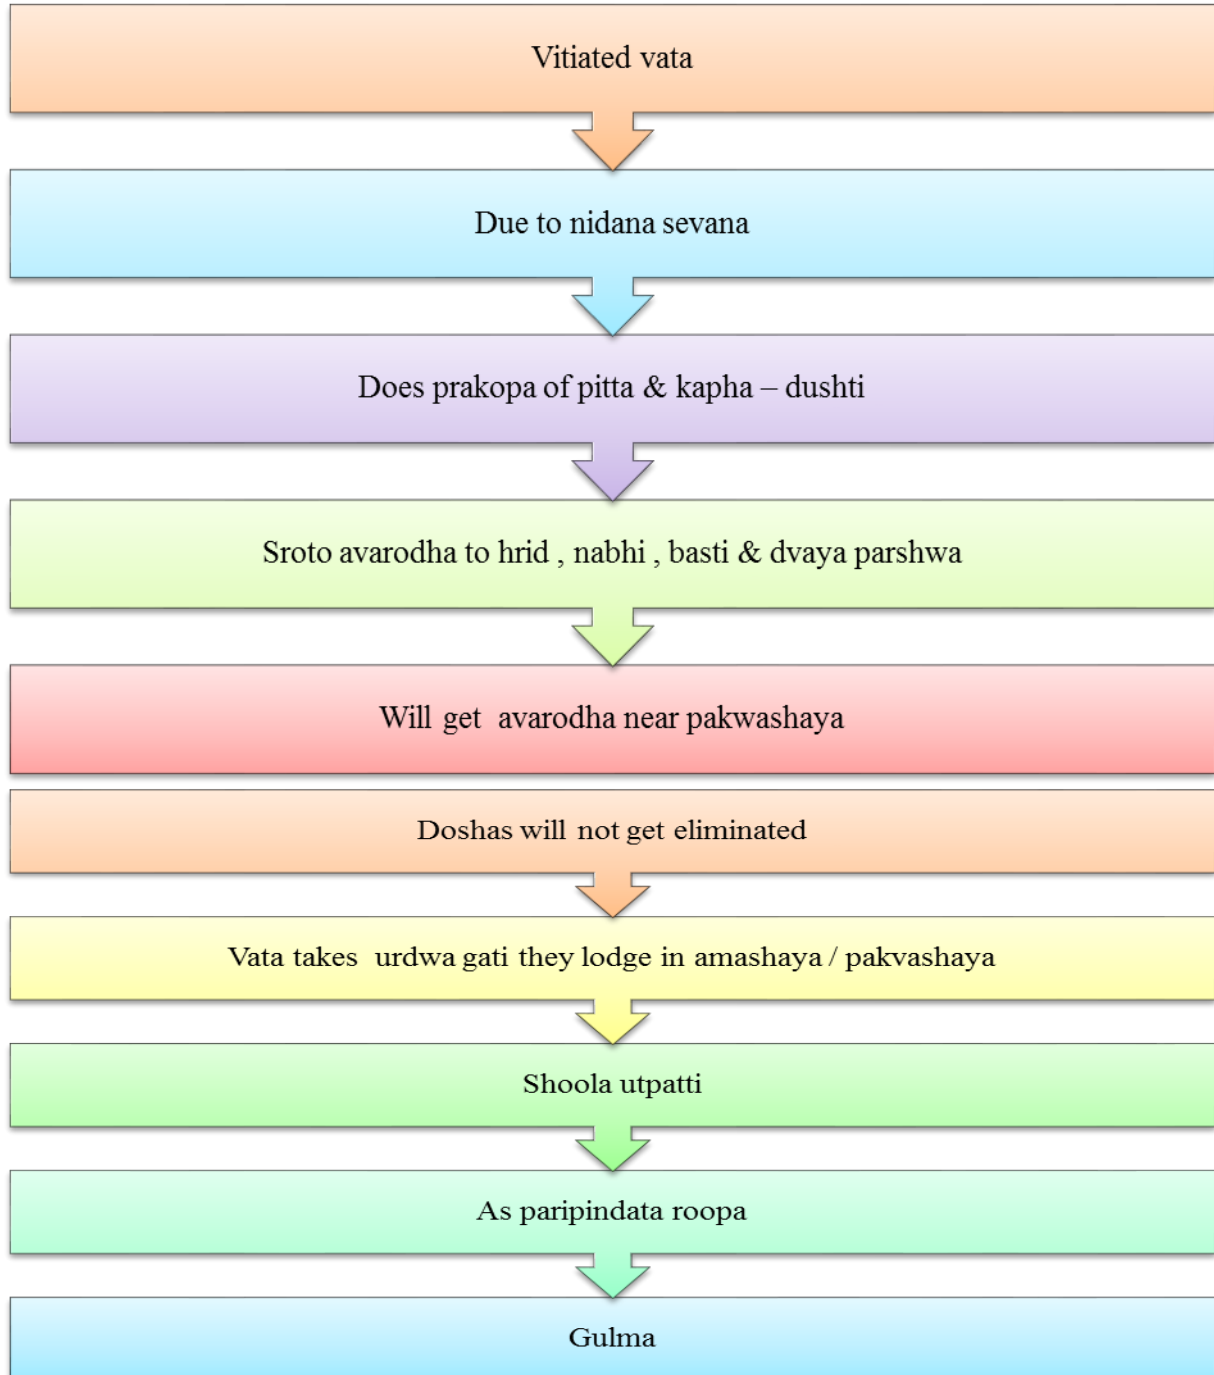 Vitiated vata
Due to nidana sevana
Does prakopa of pitta & kapha – dushti
Sroto avarodha to hrid , nabhi , basti & dvaya parshwa
Will get avarodha near pakwashaya
Doshas will not get eliminated
Vata takes urdwa gati they lodge in amashaya / pakvashaya
Shoola utpatti
As paripindata roopa
Gulma